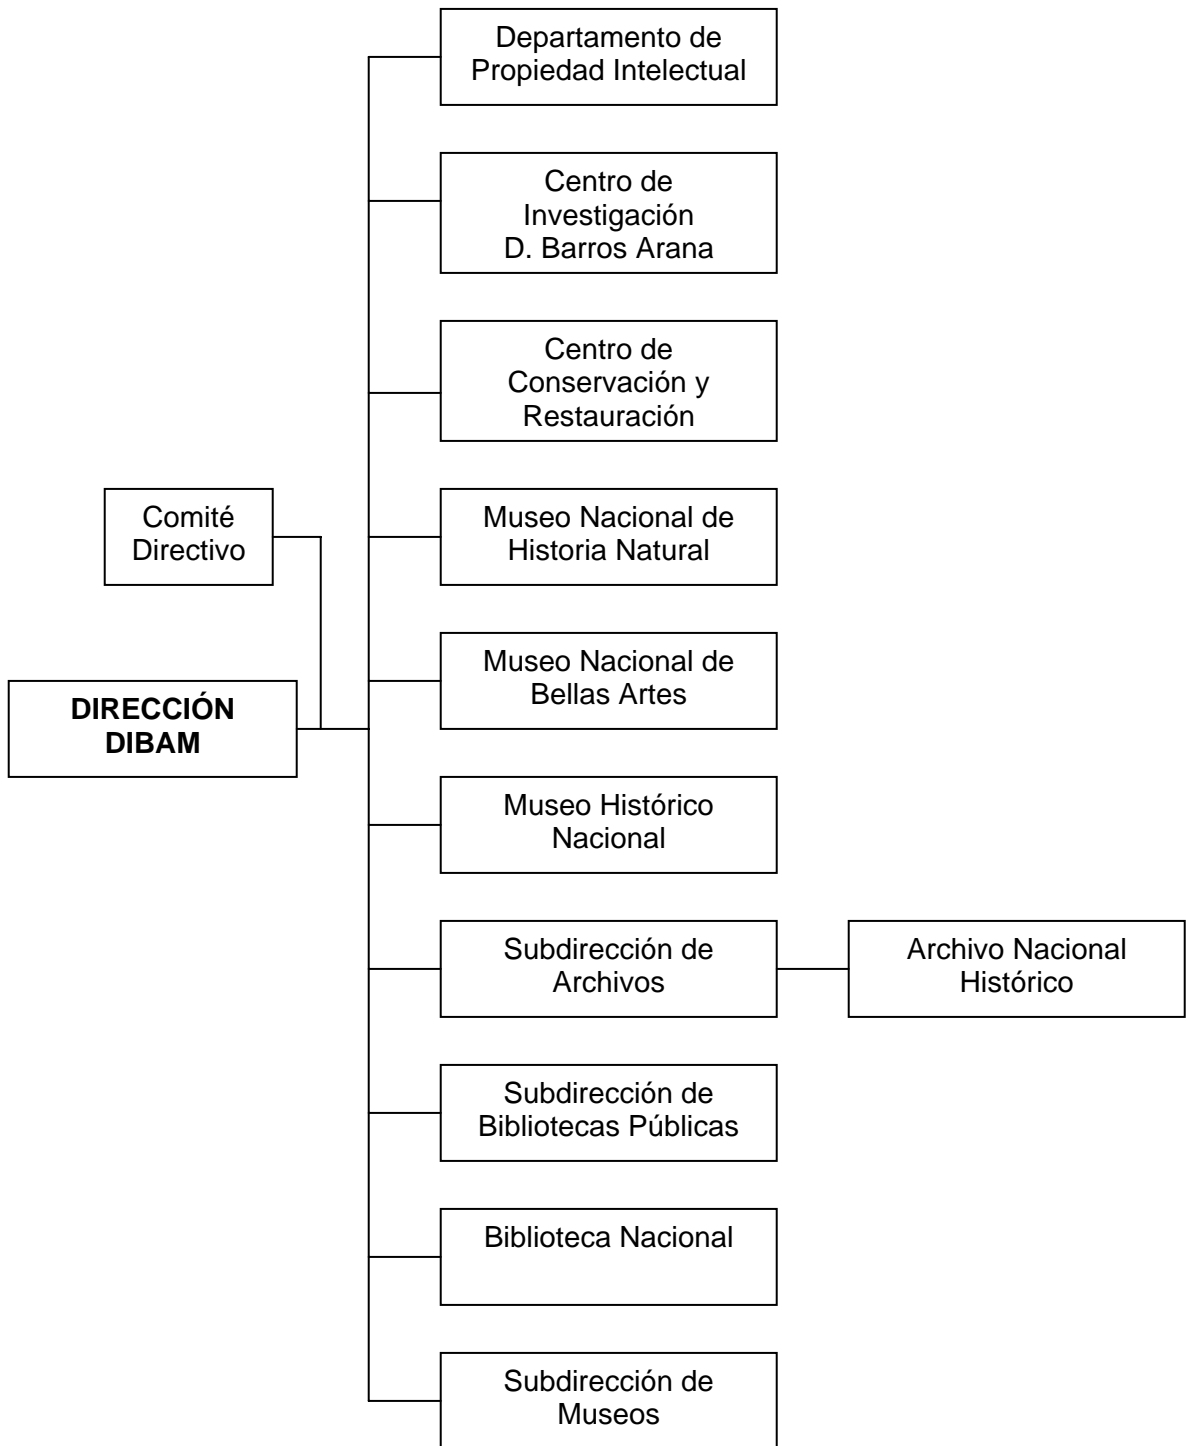 Departamento de
Propiedad Intelectual
Centro de
Investigación
D. Barros Arana
Centro de
Conservación y
Restauración
Comité
Directivo
Museo Nacional de
Historia Natural
Museo Nacional de
Bellas Artes
DIRECCIÓN
DIBAM
Museo Histórico
Nacional
Subdirección de
Archivos
Archivo Nacional
Histórico
Subdirección de
Bibliotecas Públicas
Biblioteca Nacional
Subdirección de
Museos